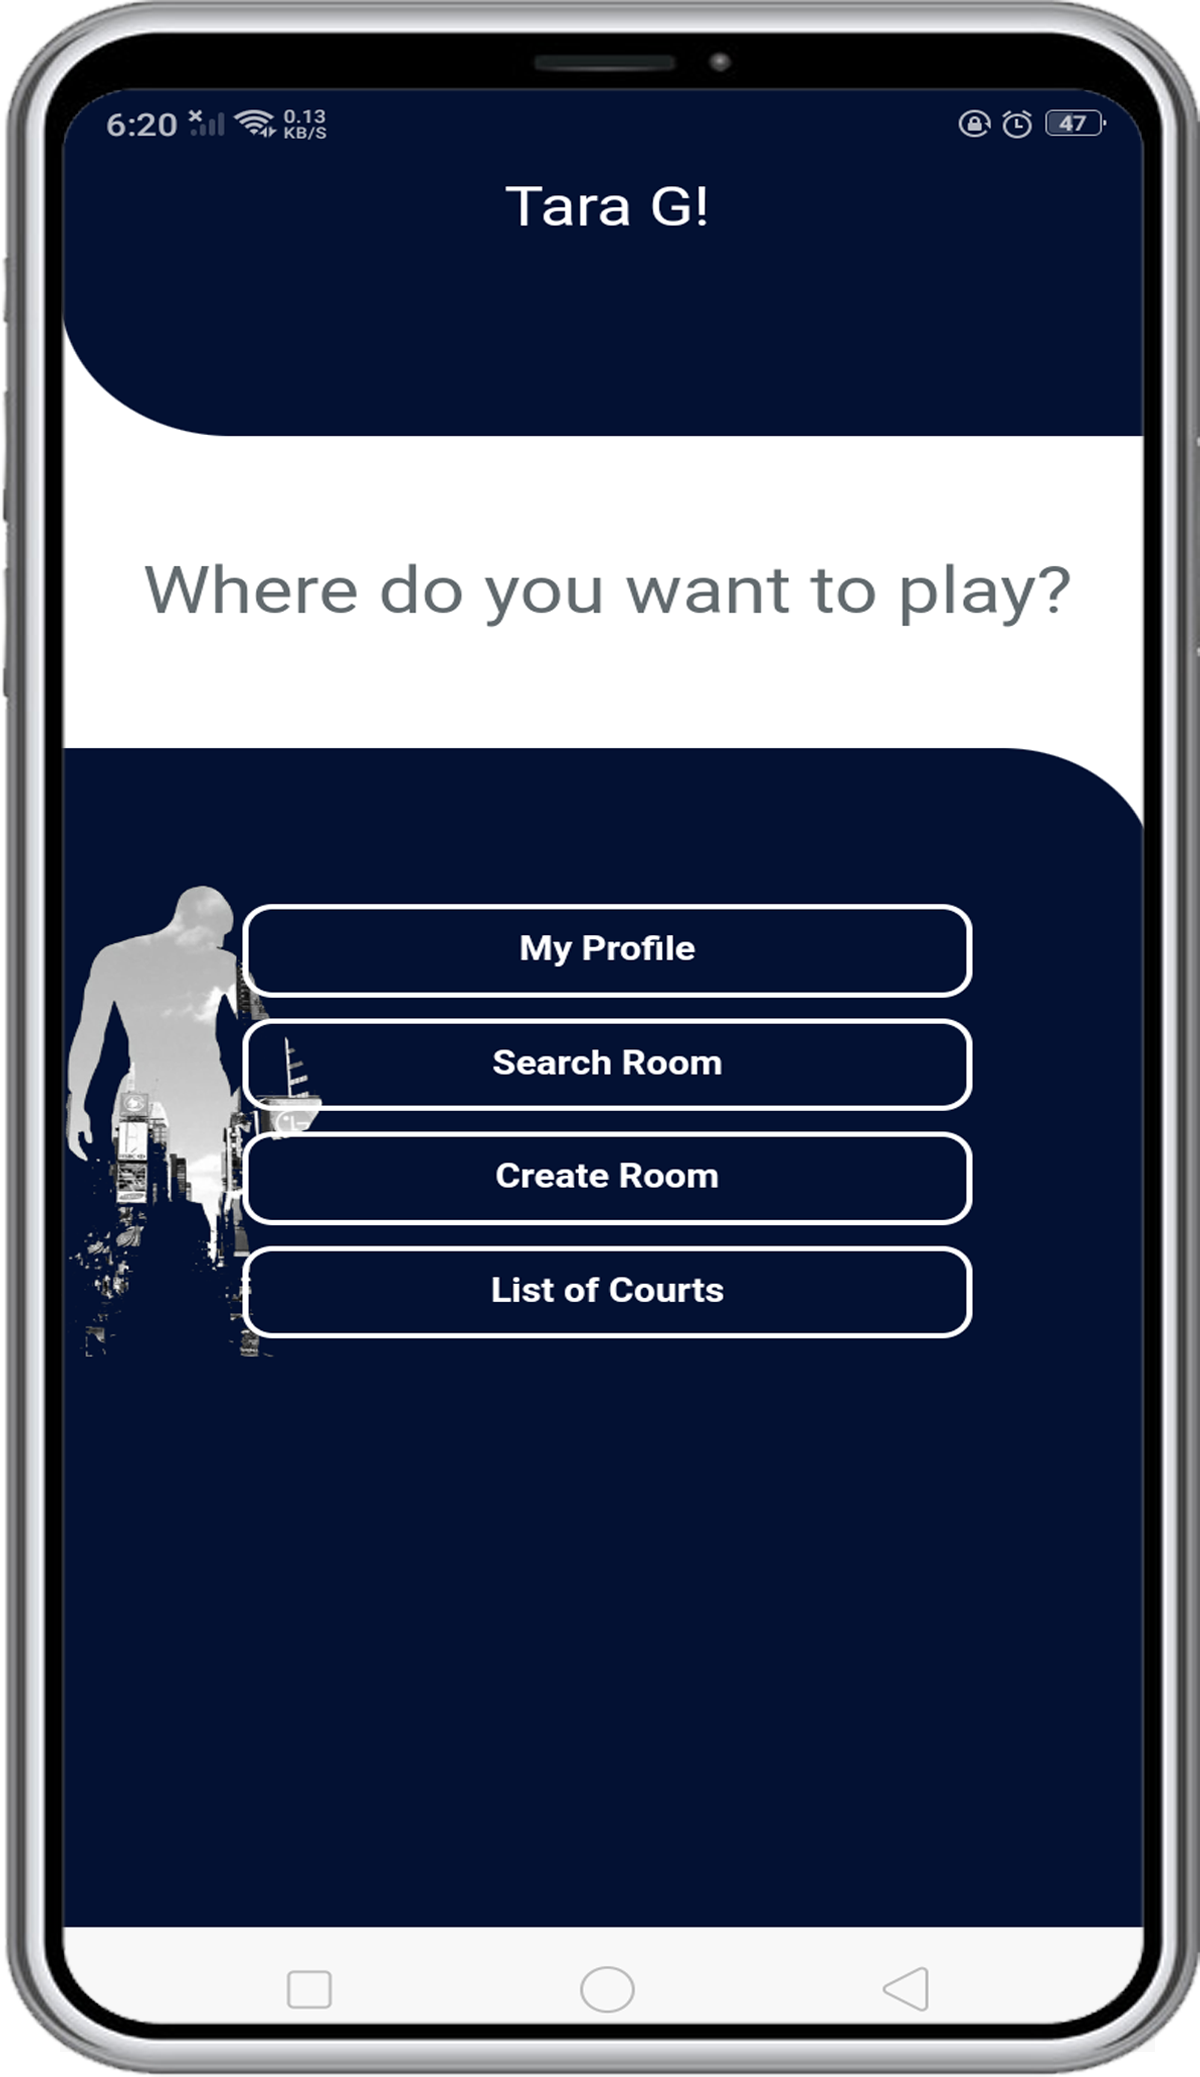 6:20 0.13 KB/S 47
Tara G!
Where do you want to play?
My Profile
Search Room
Create Room
List of Courts